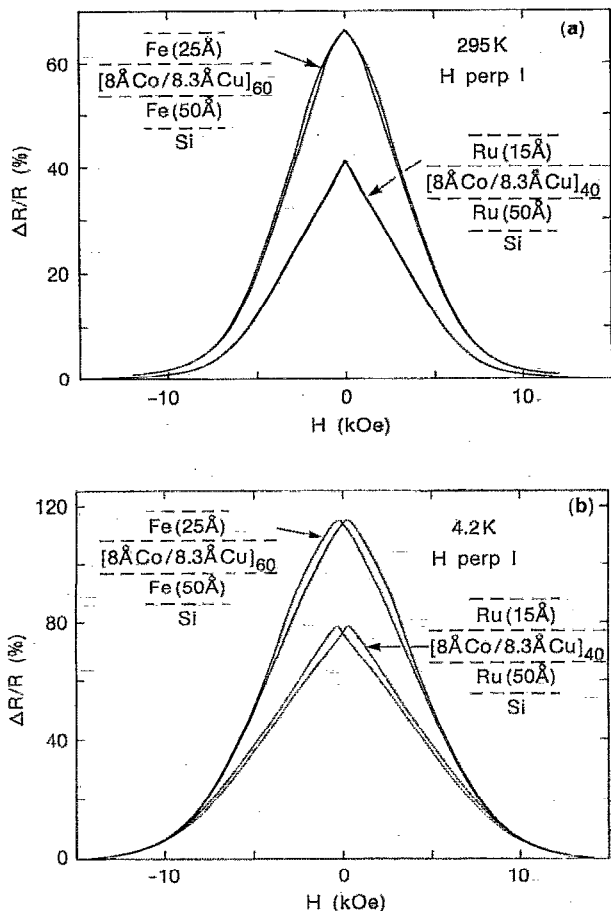 (a)
Fe(25Å)
[8ÅCo/8.3ÅCu]60
Fe(50Å)
Si
295K
H perp I
Ru(15Å)
[8ÅCo/8.3ÅCu]40
Ru(50Å)
Si
ΔR/R (%)
60
40
20
0
-10 0 10
H (kOe)
(b)
Fe(25Å)
[8ÅCo/8.3ÅCu]60
Fe(50Å)
Si
4.2K
H perp I
Ru(15Å)
[8ÅCo/8.3ÅCu]40
Ru(50Å)
Si
ΔR/R (%)
120
80
40
0
-10 0 10
H (kOe)